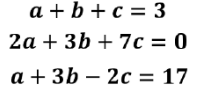 a + b + c = 3
2a + 3b + 7c = 0
a + 3b − 2c = 17